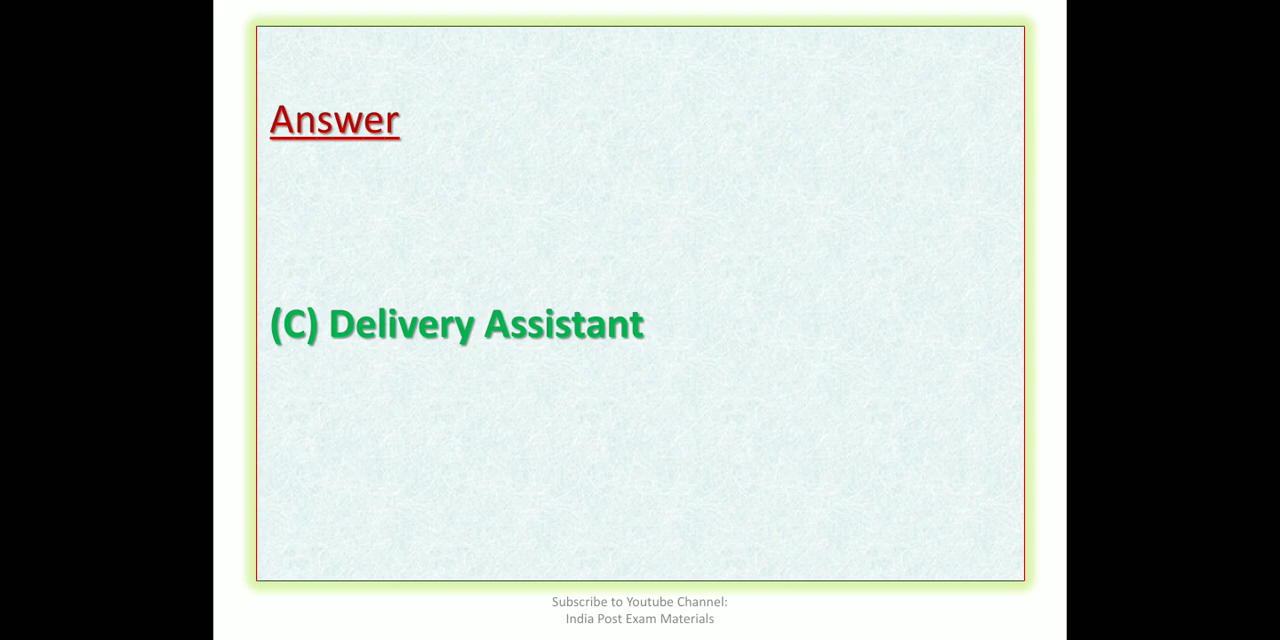 Answer
(C) Delivery Assistant
Subscribe to Youtube Channel:
India Post Exam Materials